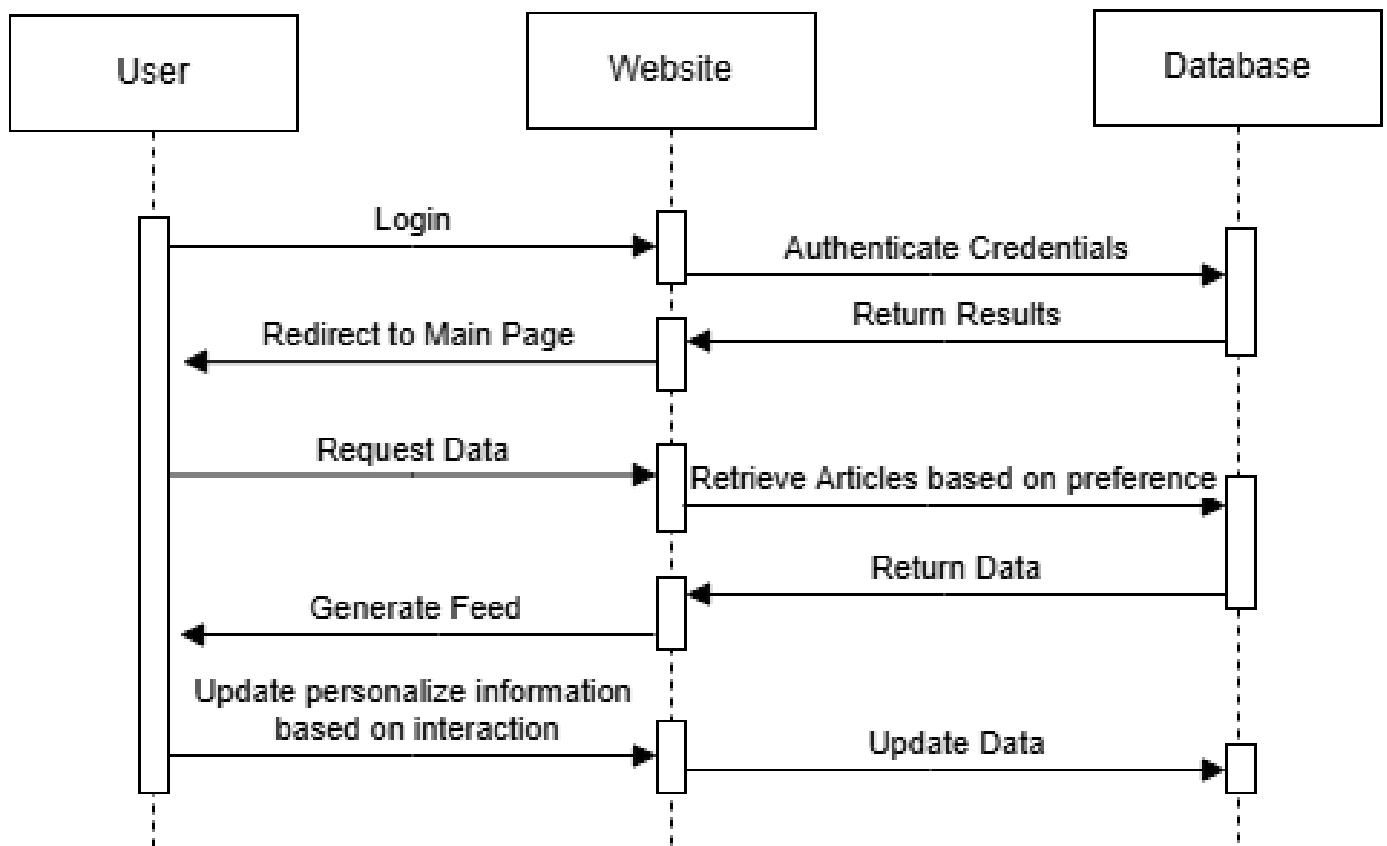 User
Website
Database
Login
Authenticate Credentials
Return Results
Redirect to Main Page
Request Data
Retrieve Articles based on preference
Return Data
Generate Feed
Update personalize information
based on interaction
Update Data